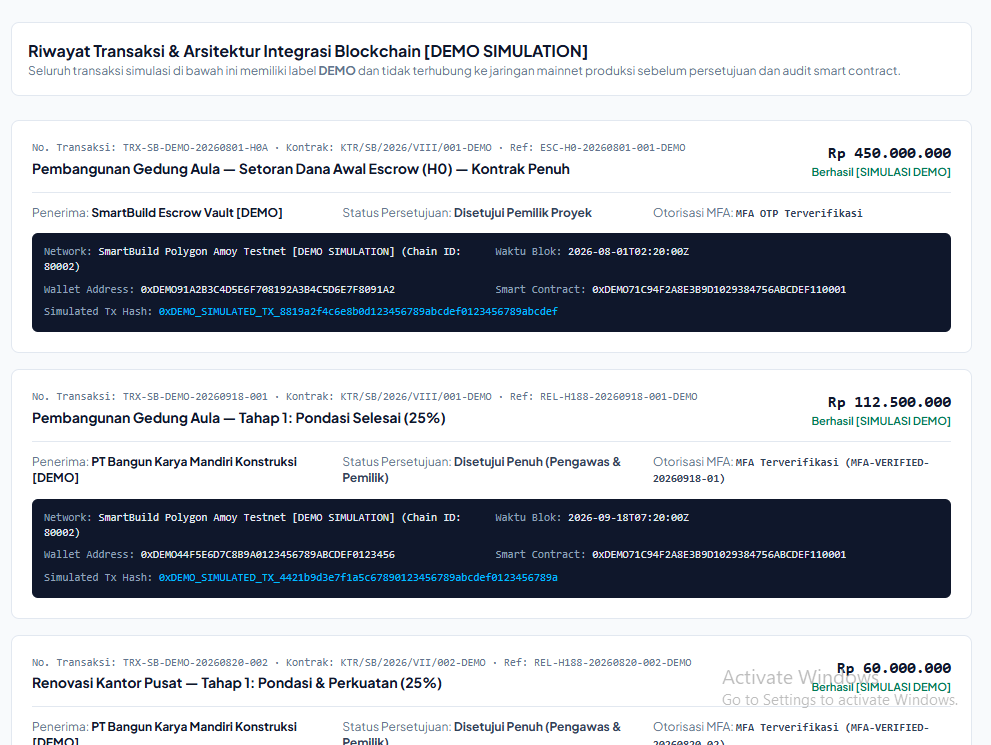 Riwayat Transaksi & Arsitektur Integrasi Blockchain [DEMO SIMULATION]
Seluruh transaksi simulasi di bawah ini memiliki label DEMO dan tidak terhubung ke jaringan mainnet produksi sebelum persetujuan dan audit smart contract.
No. Transaksi: TRX-SB-DEMO-20260801-H0A · Kontrak: KTR/SB/2026/VIII/001-DEMO · Ref: ESC-H0-20260801-001-DEMO
Rp 450.000.000
Pembangunan Gedung Aula — Setoran Dana Awal Escrow (H0) — Kontrak Penuh
Berhasil [SIMULASI DEMO]
Penerima: SmartBuild Escrow Vault [DEMO]
Status Persetujuan: Disetujui Pemilik Proyek
Otorisasi MFA: MFA OTP Terverifikasi
Network: SmartBuild Polygon Amoy Testnet [DEMO SIMULATION] (Chain ID:
80002)
Waktu Blok: 2026-08-01T02:20:00Z
Wallet Address: 0xDEMO91A2B3C4D5E6F708192A3B4C5D6E7F8091A2
Smart Contract: 0xDEMO71C94F2A8E3B9D1029384756ABCDEF110001
Simulated Tx Hash: 0xDEMO_SIMULATED_TX_8819a2f4c6e8b0d123456789abcdef0123456789abcdef
No. Transaksi: TRX-SB-DEMO-20260918-001 · Kontrak: KTR/SB/2026/VIII/001-DEMO · Ref: REL-H188-20260918-001-DEMO
Rp 112.500.000
Pembangunan Gedung Aula — Tahap 1: Pondasi Selesai (25%)
Berhasil [SIMULASI DEMO]
Penerima: PT Bangun Karya Mandiri Konstruksi
[DEMO]
Status Persetujuan: Disetujui Penuh (Pengawas &
Pemilik)
Otorisasi MFA: MFA Terverifikasi (MFA-VERIFIED-
20260918-01)
Network: SmartBuild Polygon Amoy Testnet [DEMO SIMULATION] (Chain ID:
80002)
Waktu Blok: 2026-09-18T07:20:00Z
Wallet Address: 0xDEMO44F5E6D7C8B9A0123456789ABCDEF0123456
Smart Contract: 0xDEMO71C94F2A8E3B9D1029384756ABCDEF110001
Simulated Tx Hash: 0xDEMO_SIMULATED_TX_4421b9d3e7f1a5c67890123456789abcdef0123456789a
No. Transaksi: TRX-SB-DEMO-20260820-002 · Kontrak: KTR/SB/2026/VII/002-DEMO · Ref: REL-H188-20260820-002-DEMO
Rp 60.000.000
Renovasi Kantor Pusat — Tahap 1: Pondasi & Perkuatan (25%)
Berhasil [SIMULASI DEMO]
Activate Windows
Go to Settings to activate Windows.
Penerima: PT Bangun Karya Mandiri Konstruksi
[DEMO]
Status Persetujuan: Disetujui Penuh (Pengawas &
Pemilik)
Otorisasi MFA: MFA Terverifikasi (MFA-VERIFIED-
20260820-02)